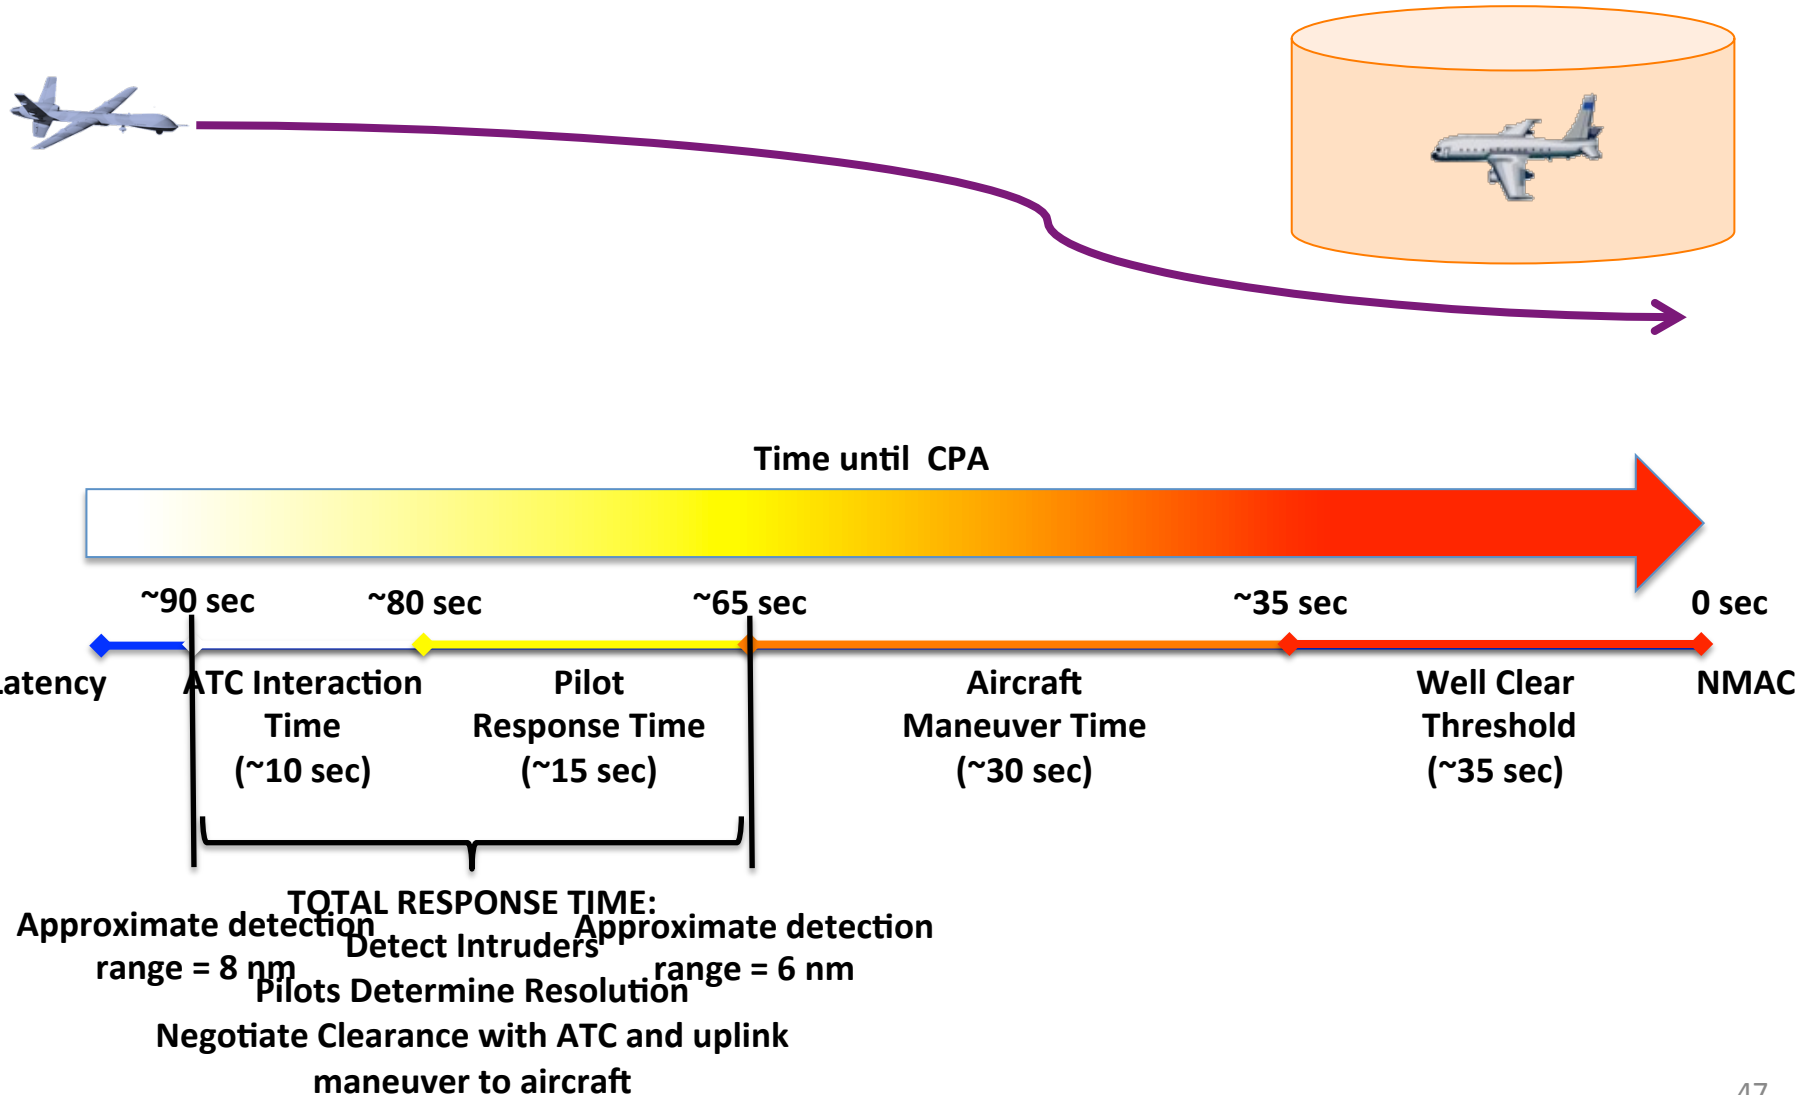 Time until CPA
~90 sec
~80 sec
~65 sec
~35 sec
0 sec
Latency
ATC Interaction
Time
(~10 sec)
Pilot
Response Time
(~15 sec)
Aircraft
Maneuver Time
(~30 sec)
Well Clear
Threshold
(~35 sec)
NMAC
Approximate detection
range = 8 nm
TOTAL RESPONSE TIME:
Detect Intruders
Pilots Determine Resolution
Negotiate Clearance with ATC and uplink
maneuver to aircraft
Approximate detection
range = 6 nm
47